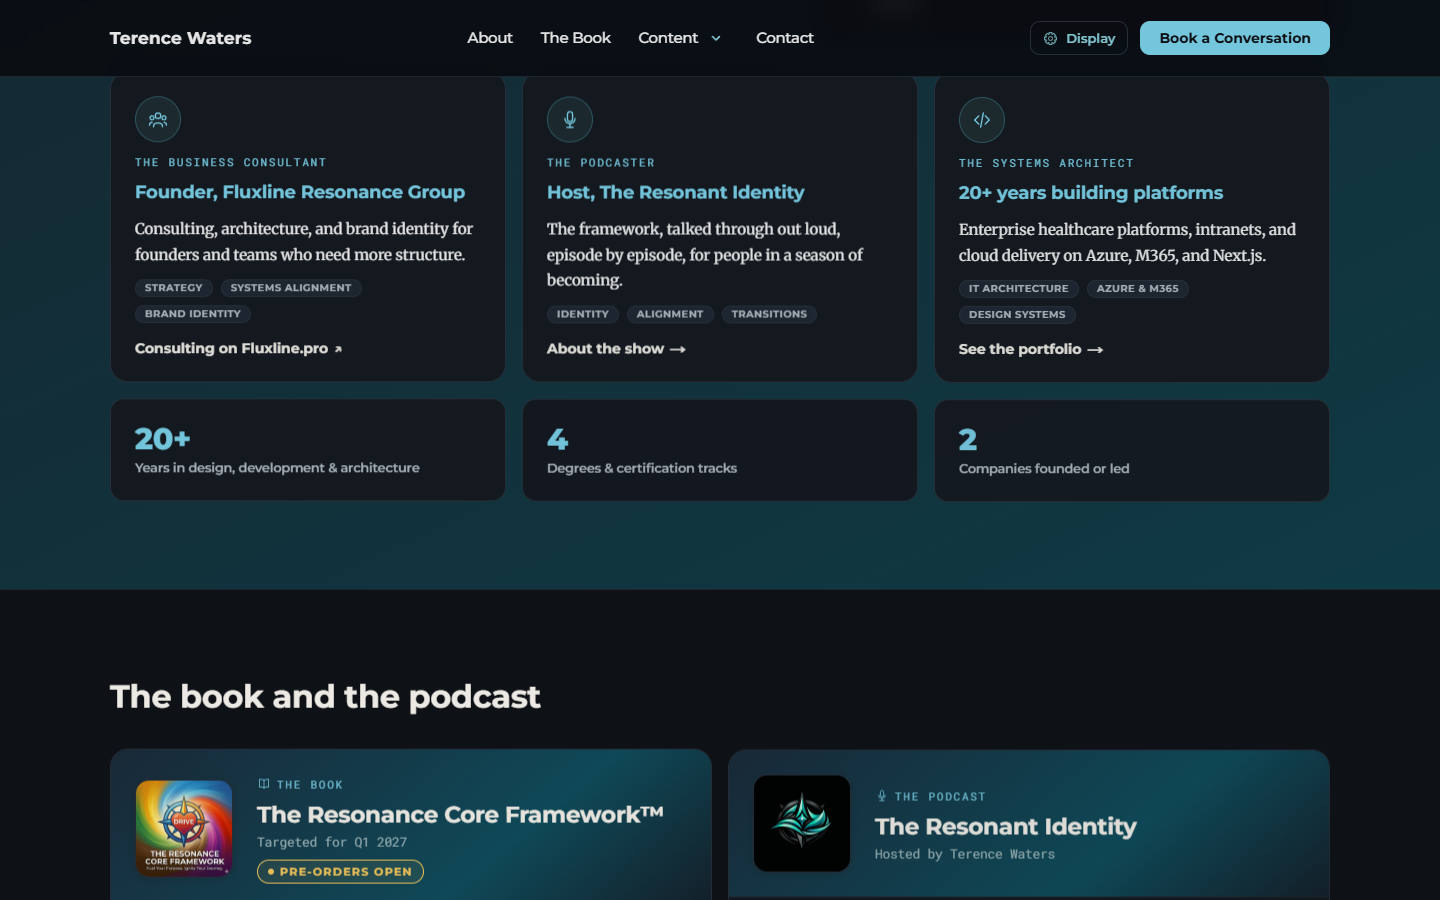 Terence Waters
About
The Book
Content
Contact
Display
Book a Conversation
THE BUSINESS CONSULTANT
Founder, Fluxline Resonance Group
Consulting, architecture, and brand identity for
founders and teams who need more structure.
STRATEGY
SYSTEMS ALIGNMENT
BRAND IDENTITY
Consulting on Fluxline.pro ↗
THE PODCASTER
Host, The Resonant Identity
The framework, talked through out loud,
episode by episode, for people in a season of
becoming.
IDENTITY
ALIGNMENT
TRANSITIONS
About the show →
THE SYSTEMS ARCHITECT
20+ years building platforms
Enterprise healthcare platforms, intranets, and
cloud delivery on Azure, M365, and Next.js.
IT ARCHITECTURE
AZURE & M365
DESIGN SYSTEMS
See the portfolio →
20+
Years in design, development & architecture
4
Degrees & certification tracks
2
Companies founded or led
The book and the podcast
DRIVE
THE RESONANCE
CORE FRAMEWORK
THE BOOK
The Resonance Core Framework™
Targeted for Q1 2027
PRE-ORDERS OPEN
THE PODCAST
The Resonant Identity
Hosted by Terence Waters